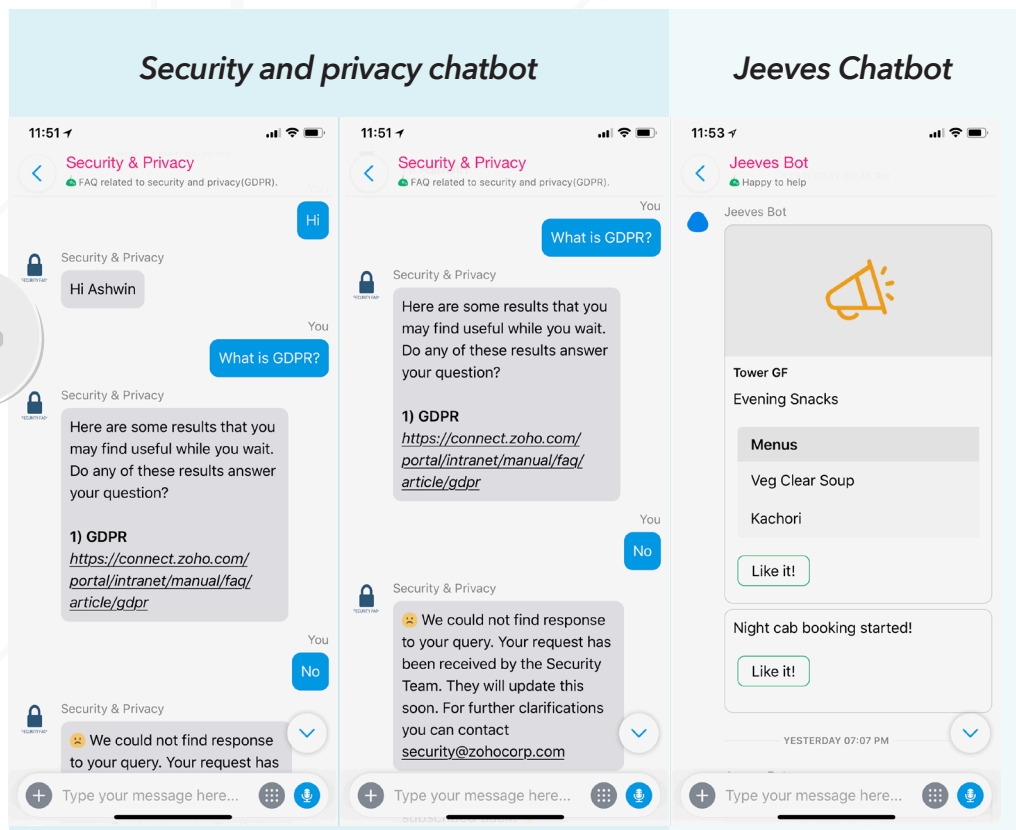 Security and privacy chatbot
11:51
Security & Privacy
FAQ related to security and privacy(GDPR).
Hi
Security & Privacy
Hi Ashwin
You
What is GDPR?
Security & Privacy
Here are some results that you
may find useful while you wait.
Do any of these results answer
your question?
1) GDPR
https://connect.zoho.com/
portal/intranet/manual/faq/
article/gdpr
You
No
Security & Privacy
☹️ We could not find response
to your query. Your request has
Type your message here...
11:51
Security & Privacy
FAQ related to security and privacy(GDPR).
You
What is GDPR?
Security & Privacy
Here are some results that you
may find useful while you wait.
Do any of these results answer
your question?
1) GDPR
https://connect.zoho.com/
portal/intranet/manual/faq/
article/gdpr
You
No
Security & Privacy
☹️ We could not find response
to your query. Your request has
been received by the Security
Team. They will update this
soon. For further clarifications
you can contact
security@zohocorp.com
Type your message here...
Jeeves Chatbot
11:53
Jeeves Bot
Happy to help
Jeeves Bot
Tower GF
Evening Snacks
Menus
Veg Clear Soup
Kachori
Like it!
Night cab booking started!
Like it!
YESTERDAY 07:07 PM
Type your message here...